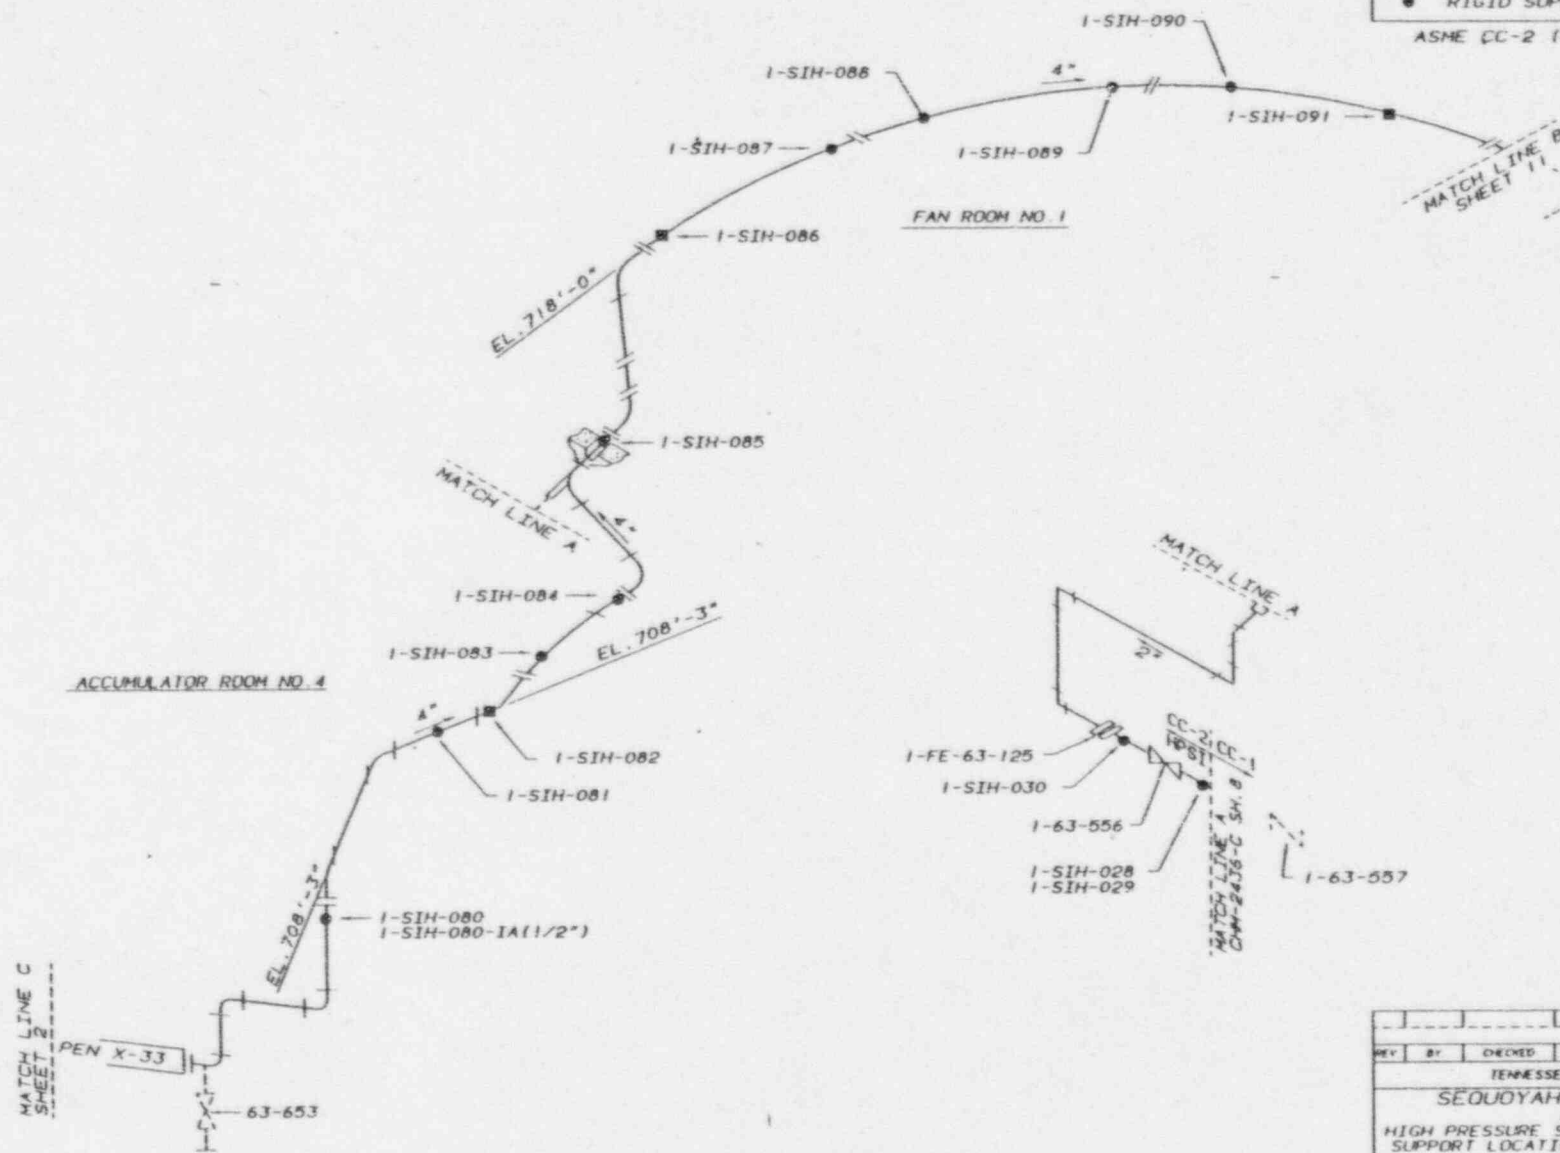 RIGID
ASME CC-2
1-SIH-090
1-SIH-088
4"
1-SIH-091
1-SIH-087
1-SIH-089
MATCH LINE B
SHEET 11
FAN ROOM NO.1
1-SIH-086
EL.718'-0"
1-SIH-085
MATCH LINE A
4"
1-SIH-084
EL.708'-3"
1-SIH-083
ACCUMULATOR ROOM NO.4
4"
1-SIH-082
1-SIH-081
EL.708'-3"
1-SIH-080
1-SIH-080-IA(1/2")
MATCH LINE C
SHEET 2
PEN X-33
63-653
MATCH LINE A
2"
CC-2
CC-1
1-FE-63-125
1-SIH-030
1-63-556
1-SIH-028
1-SIH-029
MATCH LINE A
CHM-2436-C SH.8
1-63-557
REV BY CHECKED
SEQUOYAH
HIGH PRESSURE
SUPPORT